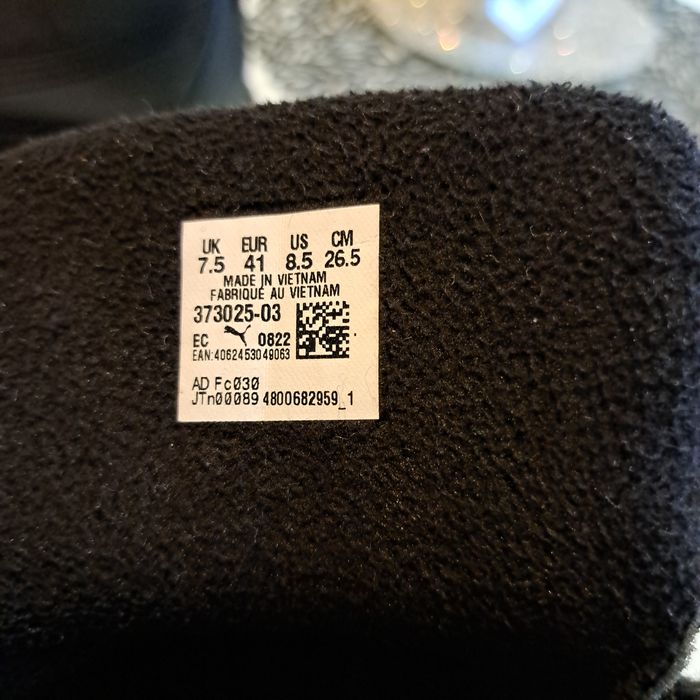 UK EUR US CM
7.5 41 8.5 26.5
MADE IN VIETNAM
FABRIQUÉ AU VIETNAM
373025-03
EC 0822
EAN:4062453049063
AD Fc030
JTn00089 4800682959_1